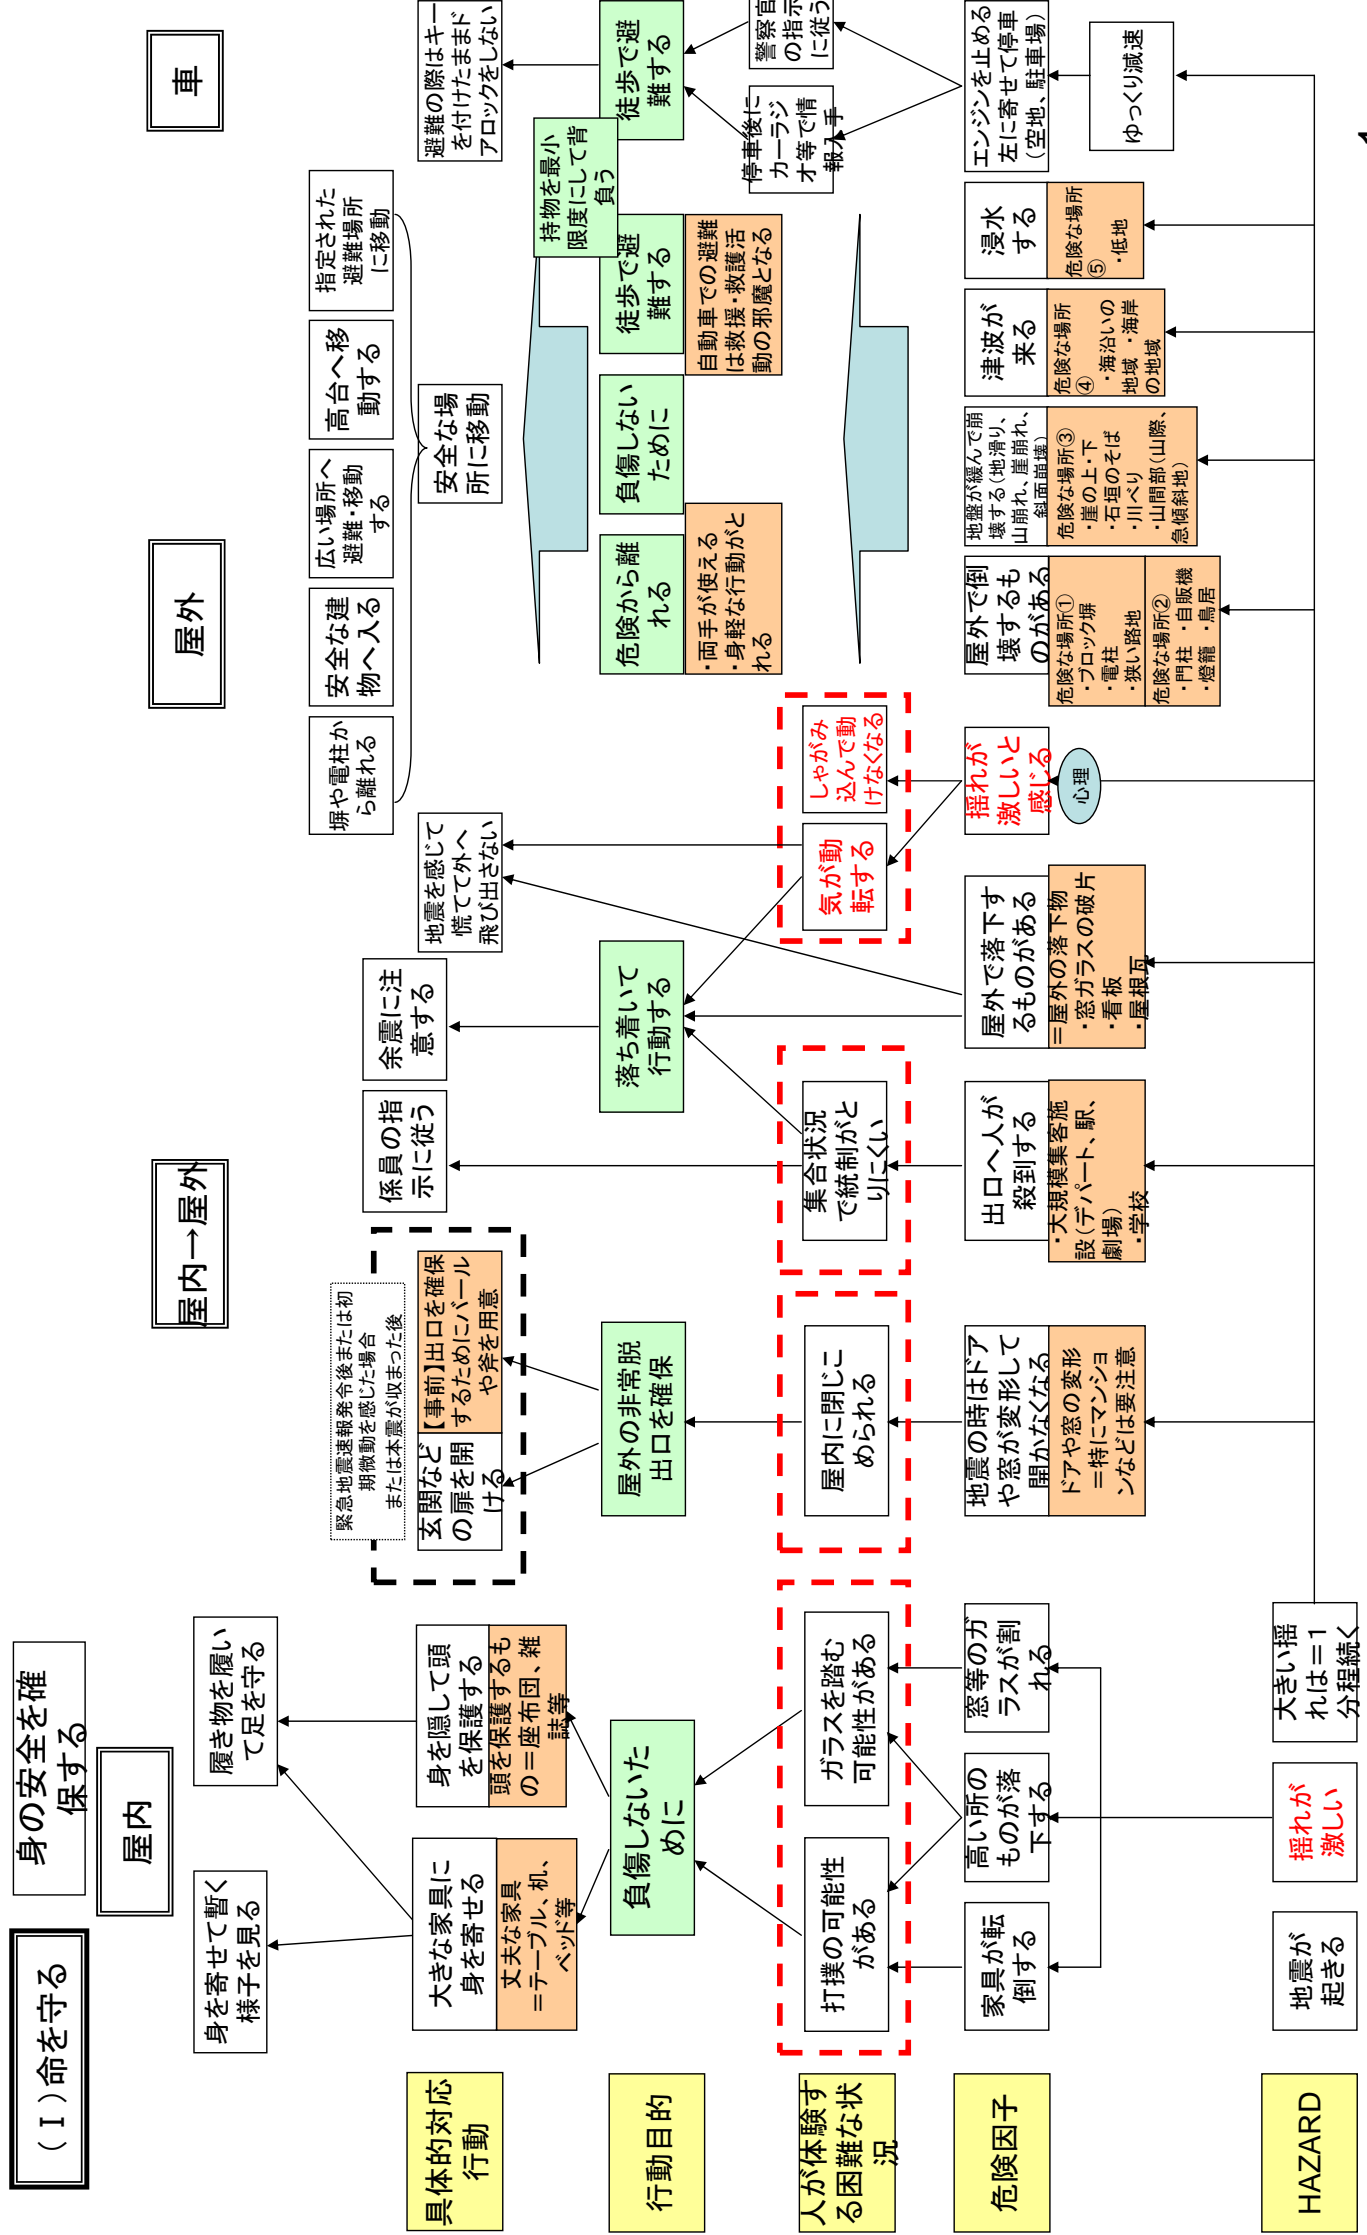 (Ⅰ)命を守る
身の安全を確
保する
屋内
屋内→屋外
屋外
車
具体的対応
行動
身を寄せて暫く
様子を見る
履き物を履い
て足を守る
大きな家具に
身を寄せる
丈夫な家具
=テーブル、机、
ベッド等
身を隠して頭
を保護する
頭を保護するも
の=座布団、雑
誌等
緊急地震速報発令後または初
期微動を感じた場合
または本震が収まった後
玄関など
の扉を開
ける
【事前】出口を確保
するためにバール
や斧を用意
係員の指
示に従う
余震に注
意する
地震を感じて
慌てて外へ
飛び出さない
塀や電柱か
ら離れる
安全な建
物へ入る
広い場所へ
避難・移動
する
高台へ移
動する
指定された
避難場所
に移動
安全な場
所に移動
避難の際はキー
を付けたままド
アロックをしない
行動目的
負傷しないた
めに
屋外の非常脱
出口を確保
落ち着いて
行動する
危険から離
れる
・両手が使える
・身軽な行動がと
れる
負傷しない
ために
徒歩で避
難する
自動車での避難
は救援・救護活
動の邪魔となる
持物を最小
限度にして背
負う
徒歩で避
難する
人が体験す
る困難な状
況
打撲の可能性
がある
ガラスを踏む
可能性がある
屋内に閉じこ
められる
集合状況
で統制がと
りにくい
気が動
転する
しゃがみ
込んで動
けなくなる
停車後に
カーラジ
オ等で情
報入手
警察官
の指示
に従う
危険因子
家具が転
倒する
高い所の
ものが落
下する
窓等のガ
ラスが割
れる
地震の時はドア
や窓が変形して
開かなくなる
ドアや窓の変形
=特にマンショ
ンなどは要注意
出口へ人が
殺到する
・大規模集客施
設(デパート、駅、
劇場)
・学校
屋外で落下す
るものがある
=屋外の落下物
・窓ガラスの破片
・看板
・屋根瓦
揺れが
激しいと
感じる
心理
屋外で倒
壊するも
のがある
危険な場所①
・ブロック塀
・電柱
・狭い路地
危険な場所②
・門柱 ・自販機
・燈籠 ・鳥居
地盤が緩んで崩
壊する(地滑り、
山崩れ、崖崩れ、
斜面崩壊)
危険な場所③
・崖の上・下
・石垣のそば
・川べり
・山間部(山際、
急傾斜地)
津波が
来る
危険な場所
④
・海沿いの
地域 ・海岸
の地域
浸水
する
危険な場所
⑤
・低地
エンジンを止める
左に寄せて停車
(空地、駐車場)
ゆっくり減速
HAZARD
地震が
起きる
揺れが
激しい
大きい揺
れは=1
分程続く